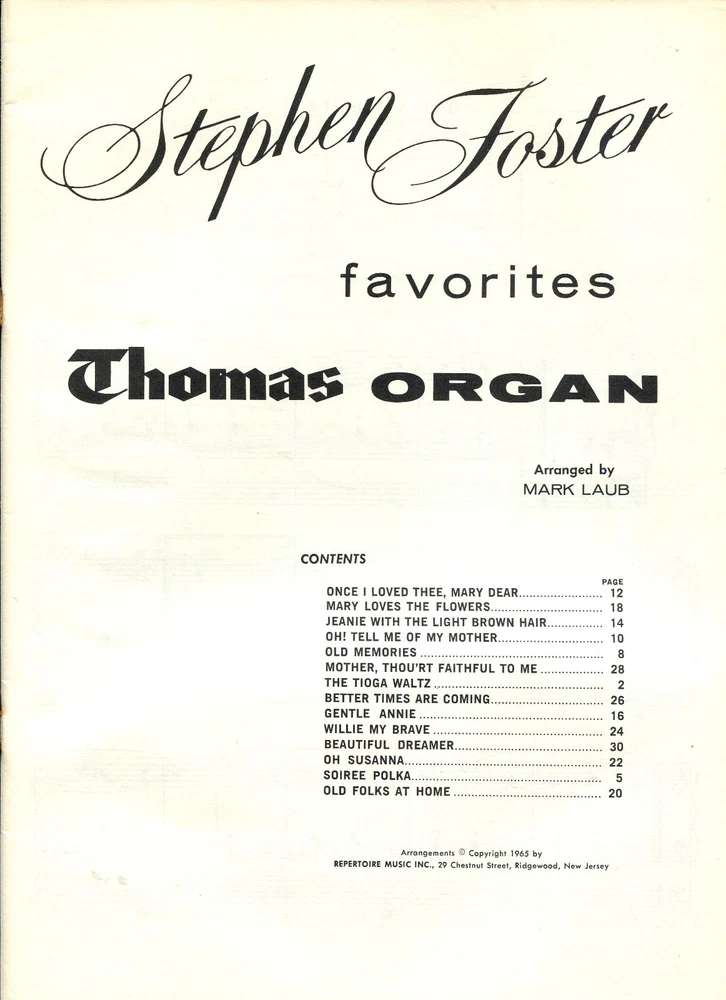 Stephen Foster
favorites
Thomas ORGAN
Arranged by
MARK LAUB
CONTENTS
PAGE
ONCE I LOVED THEE, MARY DEAR........................ 12
MARY LOVES THE FLOWERS................................ 18
JEANIE WITH THE LIGHT BROWN HAIR................ 14
OH! TELL ME OF MY MOTHER.............................. 10
OLD MEMORIES .................................................... 8
MOTHER, THOU'RT FAITHFUL TO ME .................. 28
THE TIOGA WALTZ ................................................ 2
BETTER TIMES ARE COMING................................ 26
GENTLE ANNIE ..................................................... 16
WILLIE MY BRAVE ................................................. 24
BEAUTIFUL DREAMER.......................................... 30
OH SUSANNA......................................................... 22
SOIREE POLKA....................................................... 5
OLD FOLKS AT HOME ........................................... 20
Arrangements © Copyright 1965 by
REPERTOIRE MUSIC INC., 29 Chestnut Street, Ridgewood, New Jersey